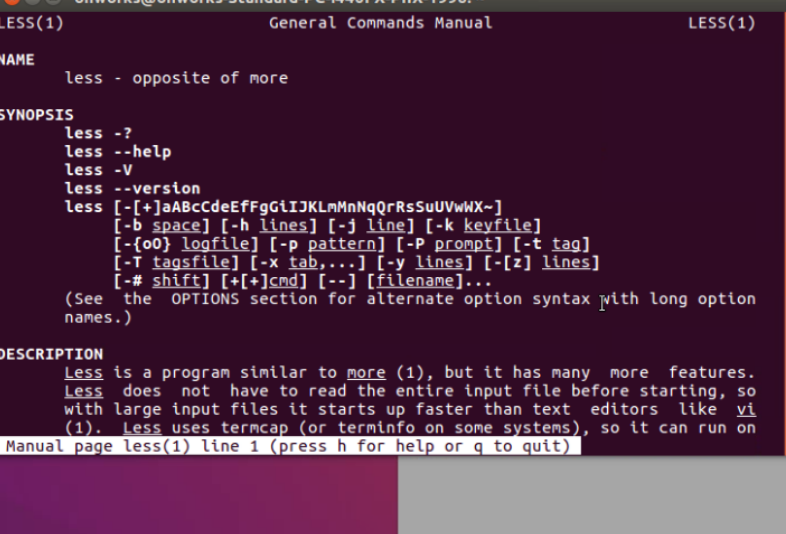 LESS(1) General Commands Manual LESS(1)
NAME
less - opposite of more
SYNOPSIS
less -?
less --help
less -V
less --version
less [-[+]aABcCdeEfFgGiIJKLmMnNqQrRsSuUVwWX~]
[-b space] [-h lines] [-j line] [-k keyfile]
[-{oO} logfile] [-p pattern] [-P prompt] [-t tag]
[-T tagsfile] [-x tab,...] [-y lines] [-[z] lines]
[-# shift] [+[+]cmd] [--] [filename]...
(See the OPTIONS section for alternate option syntax with long option
names.)
DESCRIPTION
Less is a program similar to more (1), but it has many more features.
Less does not have to read the entire input file before starting, so
with large input files it starts up faster than text editors like vi
(1). Less uses termcap (or terminfo on some systems), so it can run on
Manual page less(1) line 1 (press h for help or q to quit)